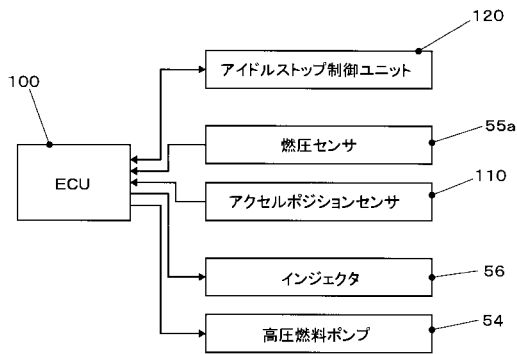 120
100
アイドルストップ制御ユニット
55a
燃圧センサ
ECU
110
アクセルポジションセンサ
インジェクタ
56
高圧燃料ポンプ
54